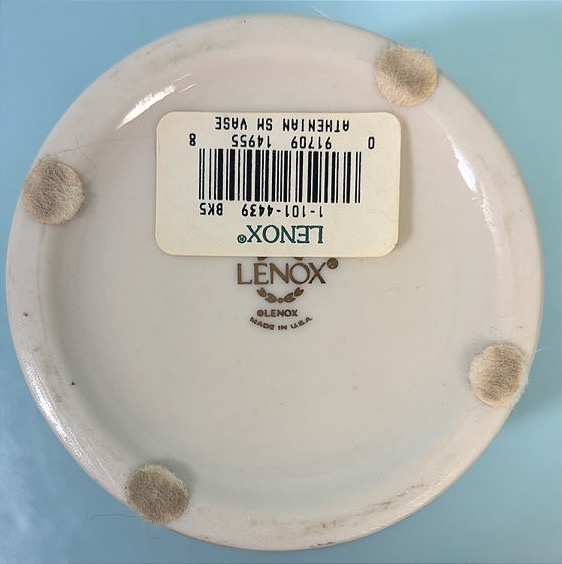 LENOX®
1-101-4439 BK5
0 91709 14955 8
ATHENIAN SM VASE
LENOX®
©LENOX
MADE IN U.S.A.